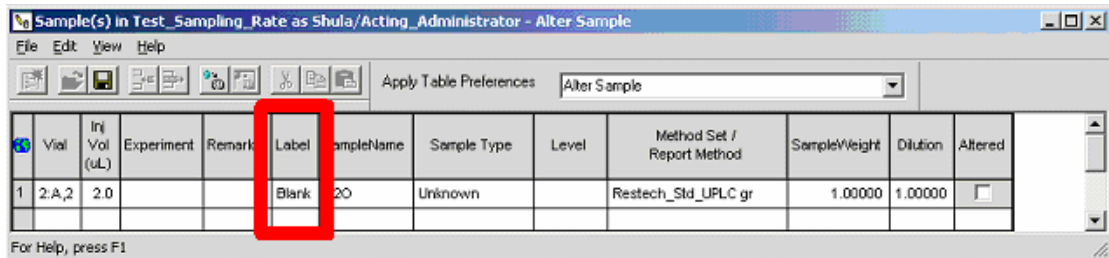 Sample(s) in Test_Sampling_Rate as Shula/Acting_Administrator - Alter Sample
File Edit View Help
Apply Table Preferences Alter Sample
Vial Inj Vol (uL) Experiment Remark Label ampleName Sample Type Level Method Set / Report Method SampleWeight Dilution Altered
1 2:A,2 2.0 Blank 2O Unknown Restech_Std_UPLC gr 1.00000 1.00000
For Help, press F1